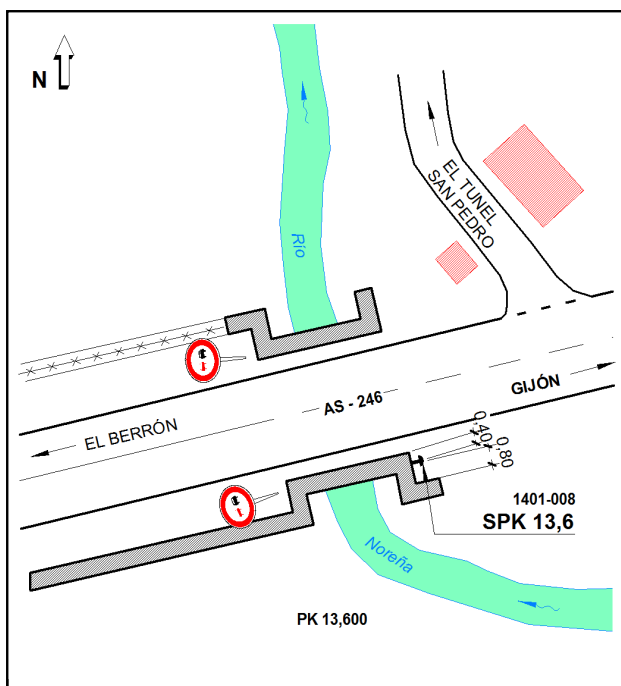 N
EL TUNEL
SAN PEDRO
Río
AS - 246
GIJÓN
EL BERRÓN
0,40
0,80
1401-008
SPK 13,6
Noreña
PK 13,600